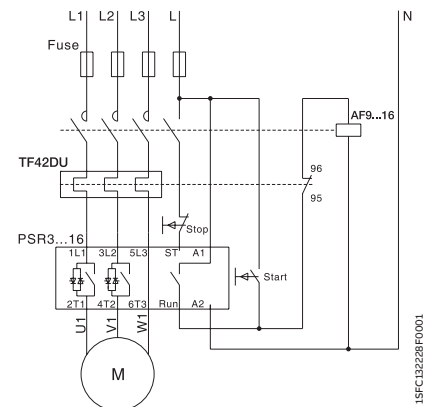 L1 L2 L3 L N
Fuse
AF9...16
TF42DU
96
95
Stop
PSR3...16
1L1 3L2 5L3 ST A1
Start
2T1 4T2 6T3 Run A2
U1 V1 W1
M
1SFC132228F0001